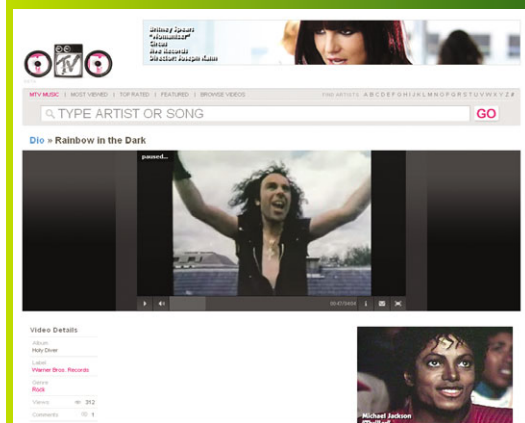 Britney Spears
"Womanizer"
Circus
Jive Records
Director: Joseph Kahn
TV
MTV MUSIC | MOST VIEWED | TOP RATED | FEATURED | BROWSE VIDEOS
FIND ARTISTS A B C D E F G H I J K L M N O P Q R S T U V W X Y Z #
TYPE ARTIST OR SONG
GO
Dio » Rainbow in the Dark
paused...
Video Details
Album
Holy Diver
Label
Warner Bros. Records
Genre
Rock
Views 312
Comments 1
Michael Jackson